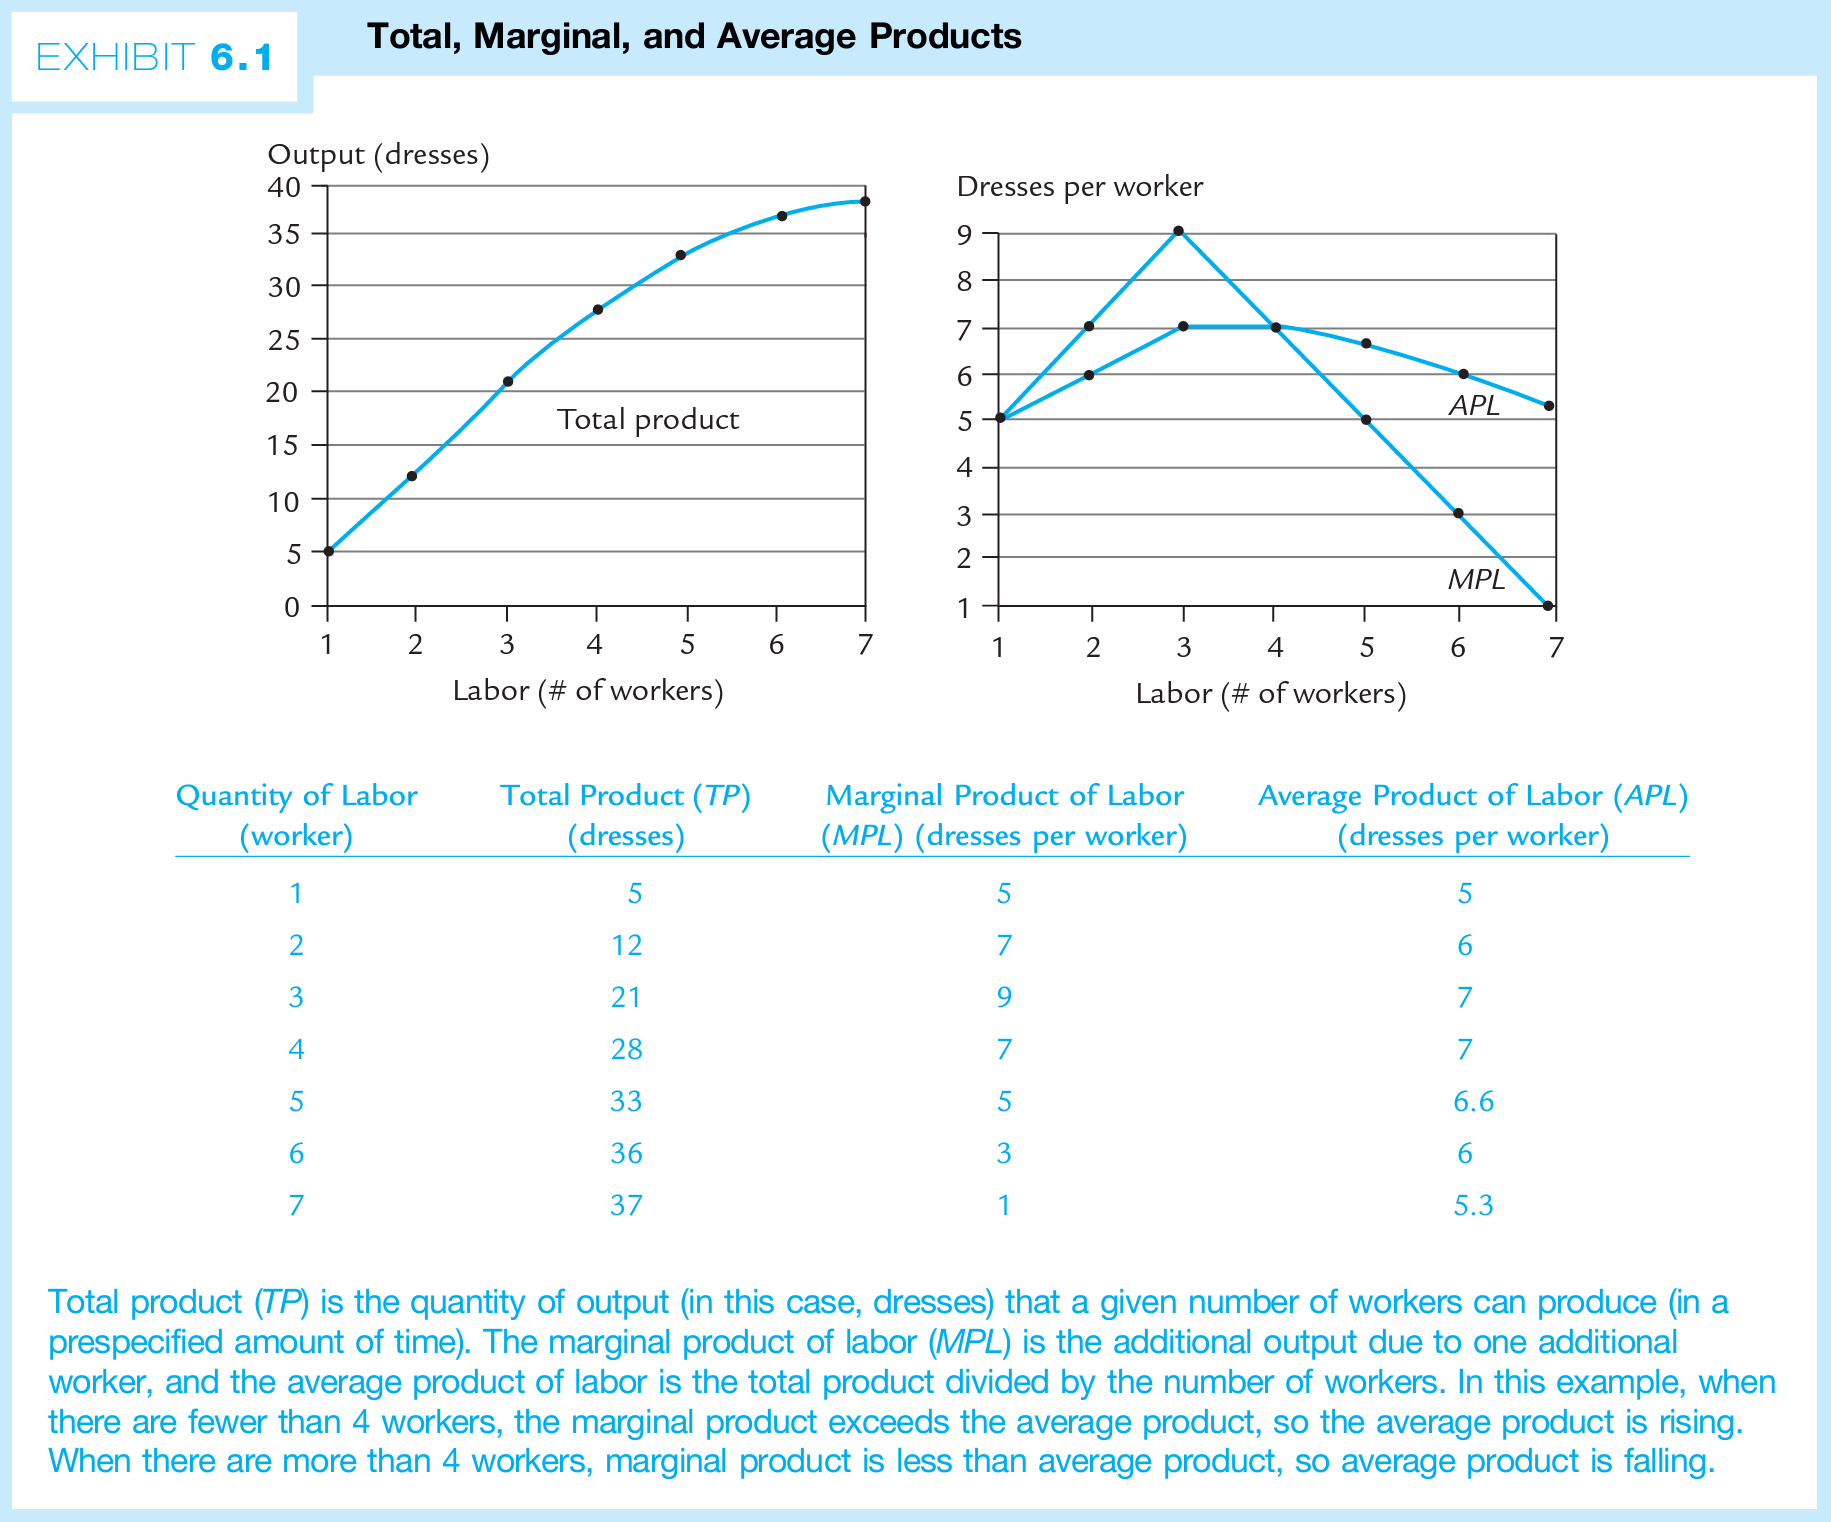 EXHIBIT 6.1
Total, Marginal, and Average Products
Output (dresses)
40
35
30
25
20
15
10
5
0
Total product
1 2 3 4 5 6 7
Labor (# of workers)
Dresses per worker
9
8
7
6
5
4
3
2
1
APL
MPL
1 2 3 4 5 6 7
Labor (# of workers)
Quantity of Labor Total Product (TP) Marginal Product of Labor Average Product of Labor (APL)
(worker) (dresses) (MPL) (dresses per worker) (dresses per worker)
1 5 5 5
2 12 7 6
3 21 9 7
4 28 7 7
5 33 5 6.6
6 36 3 6
7 37 1 5.3
Total product (TP) is the quantity of output (in this case, dresses) that a given number of workers can produce (in a
prespecified amount of time). The marginal product of labor (MPL) is the additional output due to one additional
worker, and the average product of labor is the total product divided by the number of workers. In this example, when
there are fewer than 4 workers, the marginal product exceeds the average product, so the average product is rising.
When there are more than 4 workers, marginal product is less than average product, so average product is falling.